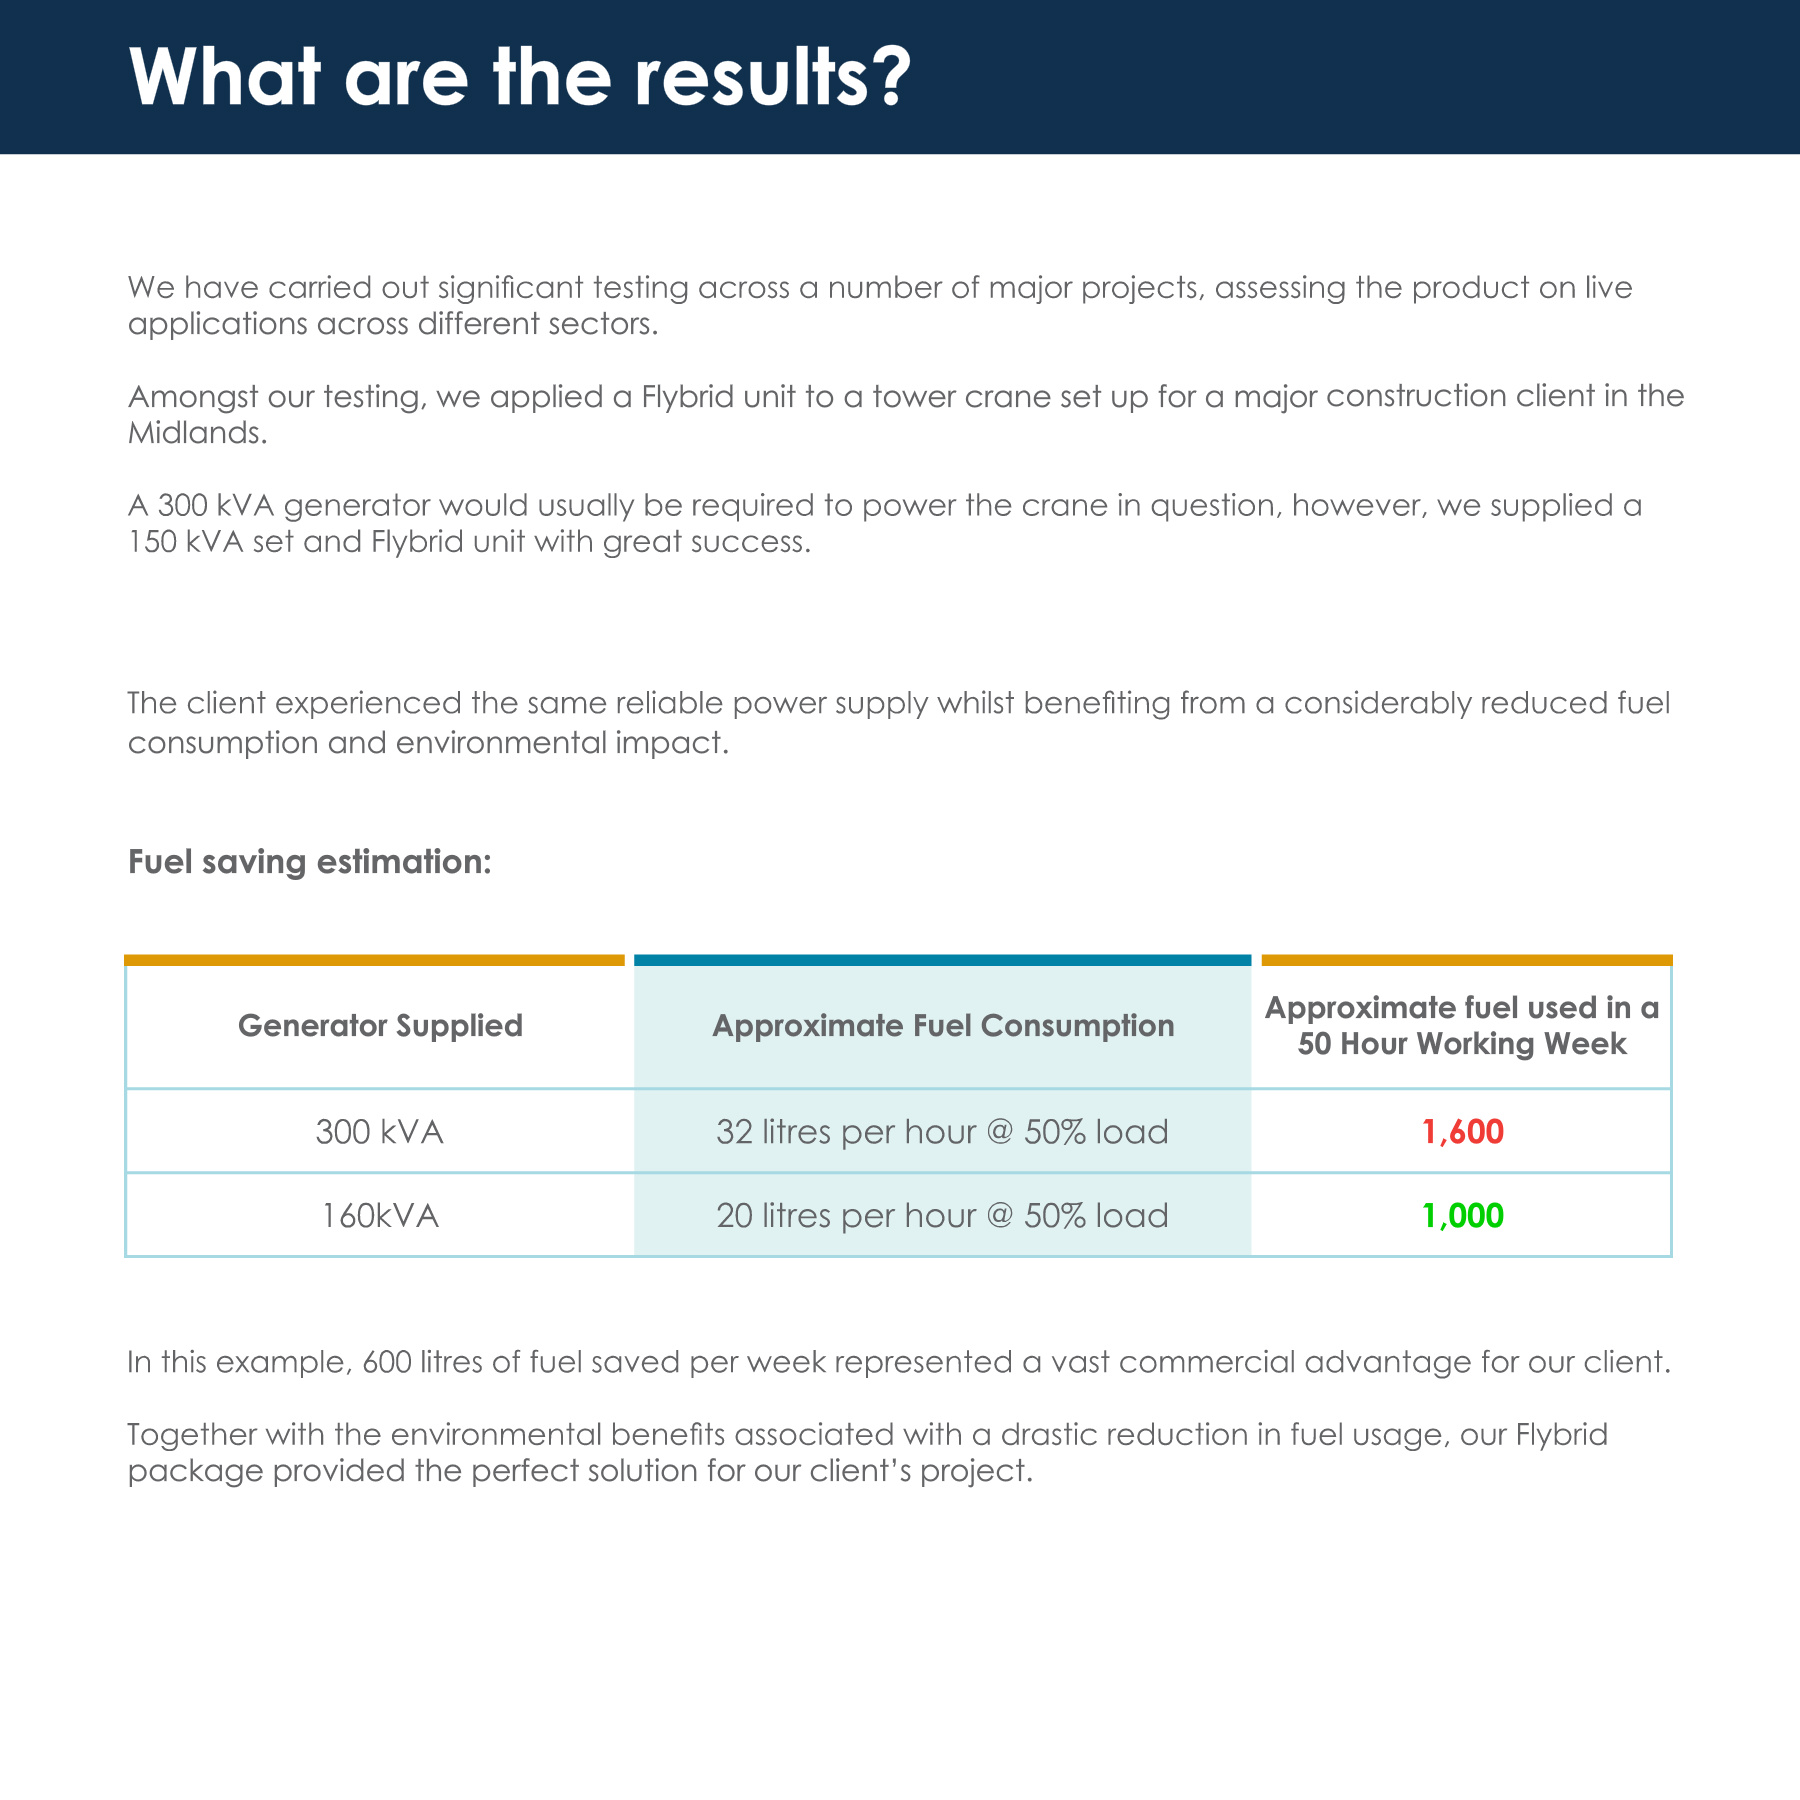 What are the results?
We have carried out significant testing across a number of major projects, assessing the product on live
applications across different sectors.
Amongst our testing, we applied a Flybrid unit to a tower crane set up for a major construction client in the
Midlands.
A 300 kVA generator would usually be required to power the crane in question, however, we supplied a
150 kVA set and Flybrid unit with great success.
The client experienced the same reliable power supply whilst benefiting from a considerably reduced fuel
consumption and environmental impact.
Fuel saving estimation:
Generator Supplied
Approximate Fuel Consumption
Approximate fuel used in a
50 Hour Working Week
300 kVA
32 litres per hour @ 50% load
1,600
160kVA
20 litres per hour @ 50% load
1,000
In this example, 600 litres of fuel saved per week represented a vast commercial advantage for our client.
Together with the environmental benefits associated with a drastic reduction in fuel usage, our Flybrid
package provided the perfect solution for our client’s project.